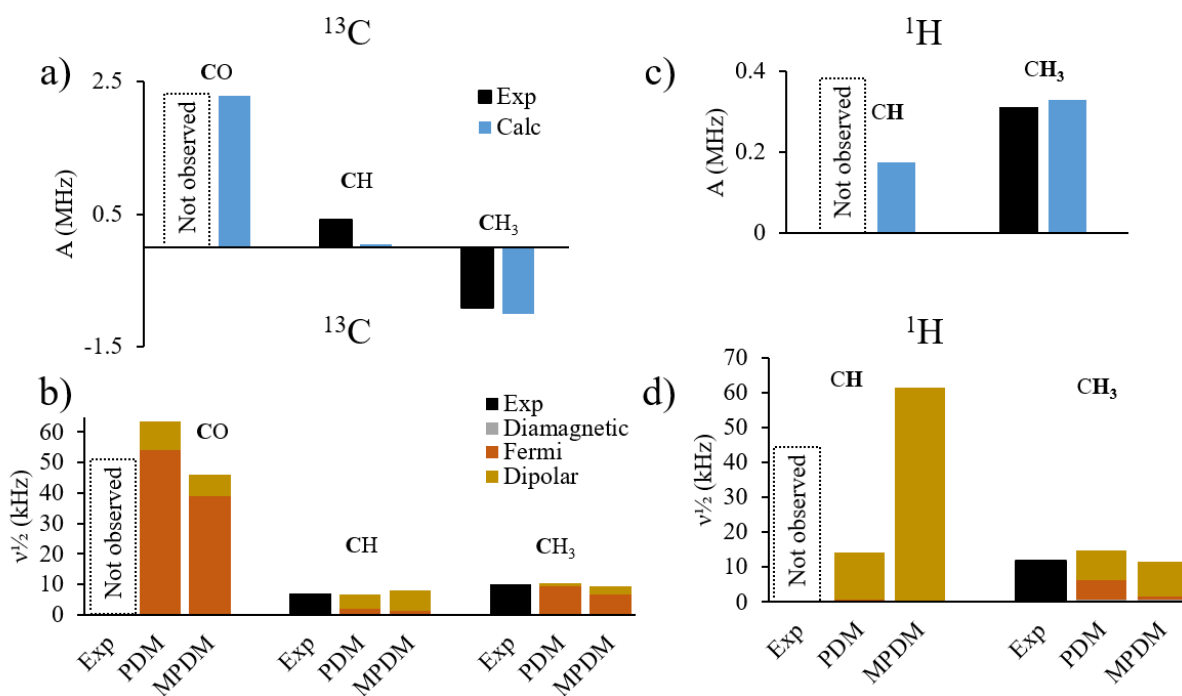 ¹³C
a)
2.5
0.5
-1.5
A (MHz)
CO
Not observed
Exp
Calc
CH
CH₃
¹H
c)
0.4
0.2
0
A (MHz)
Not observed
CH
CH₃
¹³C
b)
60
50
40
30
20
10
0
ν½ (kHz)
Not observed
CO
Exp
Diamagnetic
Fermi
Dipolar
CH
CH₃
Exp
PDM
MPDM
Exp
PDM
MPDM
Exp
PDM
MPDM
¹H
d)
70
60
50
40
30
20
10
0
ν½ (kHz)
Not observed
CH
CH₃
Exp
PDM
MPDM
Exp
PDM
MPDM